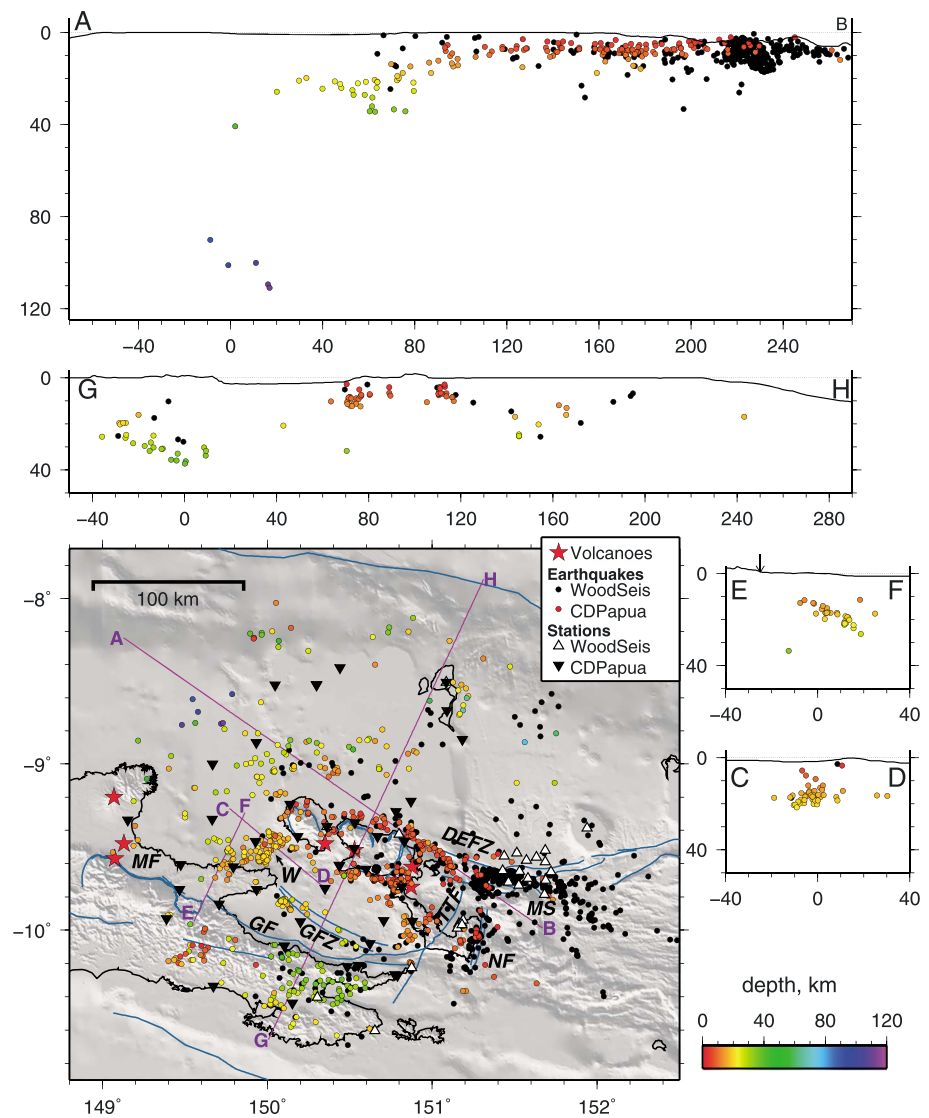 A B
0
40
80
120
−40 0 40 80 120 160 200 240
G H
0
40
−40 0 40 80 120 160 200 240 280
Volcanoes
Earthquakes
WoodSeis
CDPapua
Stations
WoodSeis
CDPapua
100 km
−8°
−9°
−10°
149° 150° 151° 152°
A
H
C F
D
E
B
G
MF
W
GF
GFZ
DEFZ
TTF
MS
NF
E F
0
40
−40 0 40
C D
0
40
−40 0 40
depth, km
0 40 80 120